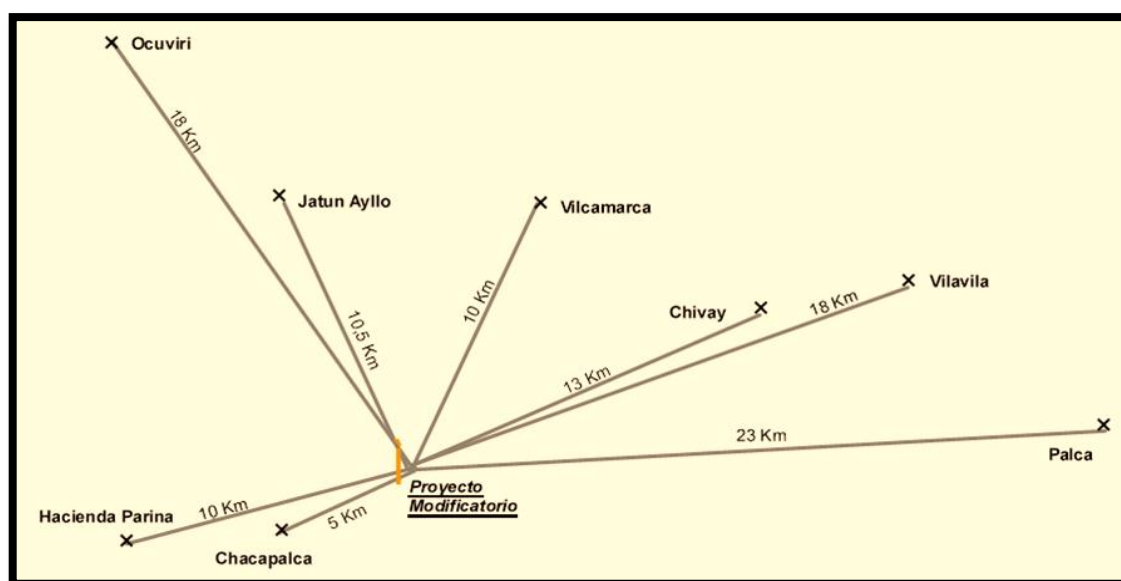 Ocuviri
18 Km
Jatun Ayllo
Vilcamarca
10,5 Km
10 Km
Vilavila
18 Km
Chivay
13 Km
23 Km
Palca
Proyecto
Modificatorio
10 Km
Hacienda Parina
5 Km
Chacapalca